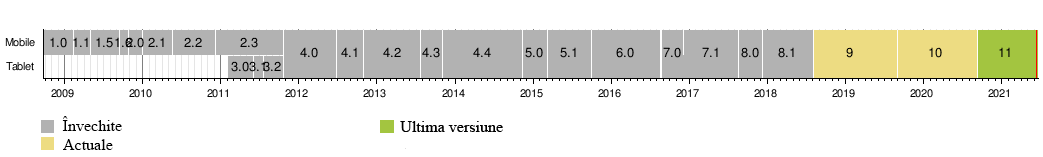 Mobile 1.0 1.1 1.5 1.6 2.0 2.1 2.2 2.3
4.0 4.1 4.2 4.3 4.4 5.0 5.1 6.0 7.0 7.1 8.0 8.1 9 10 11
Tablet 3.0 3.1 3.2
2009 2010 2011 2012 2013 2014 2015 2016 2017 2018 2019 2020 2021
Învechite Ultima versiune
Actuale